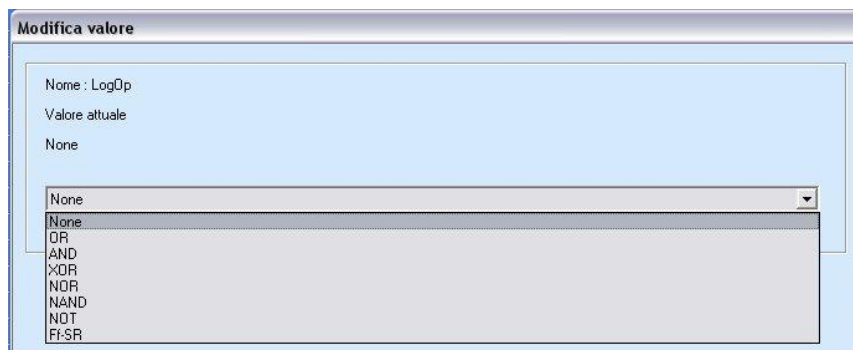 Modifica valore
Nome : LogOp
Valore attuale
None
None
None
OR
AND
XOR
NOR
NAND
NOT
Ff-SR